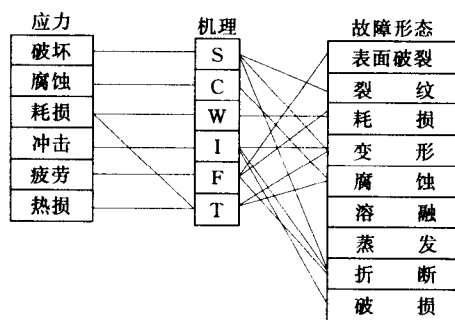 应力
破坏
腐蚀
耗损
冲击
疲劳
热损
机理
S
C
W
I
F
T
故障形态
表面破裂
裂纹
耗损
变形
腐蚀
溶融
蒸发
折断
破损